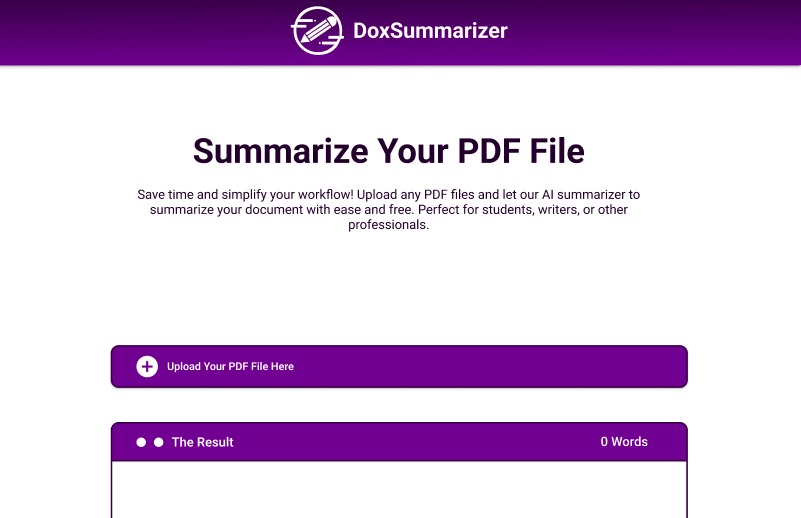 DoxSummarizer
Summarize Your PDF File
Save time and simplify your workflow! Upload any PDF files and let our AI summarizer to
summarize your document with ease and free. Perfect for students, writers, or other
professionals.
Upload Your PDF File Here
The Result
0 Words